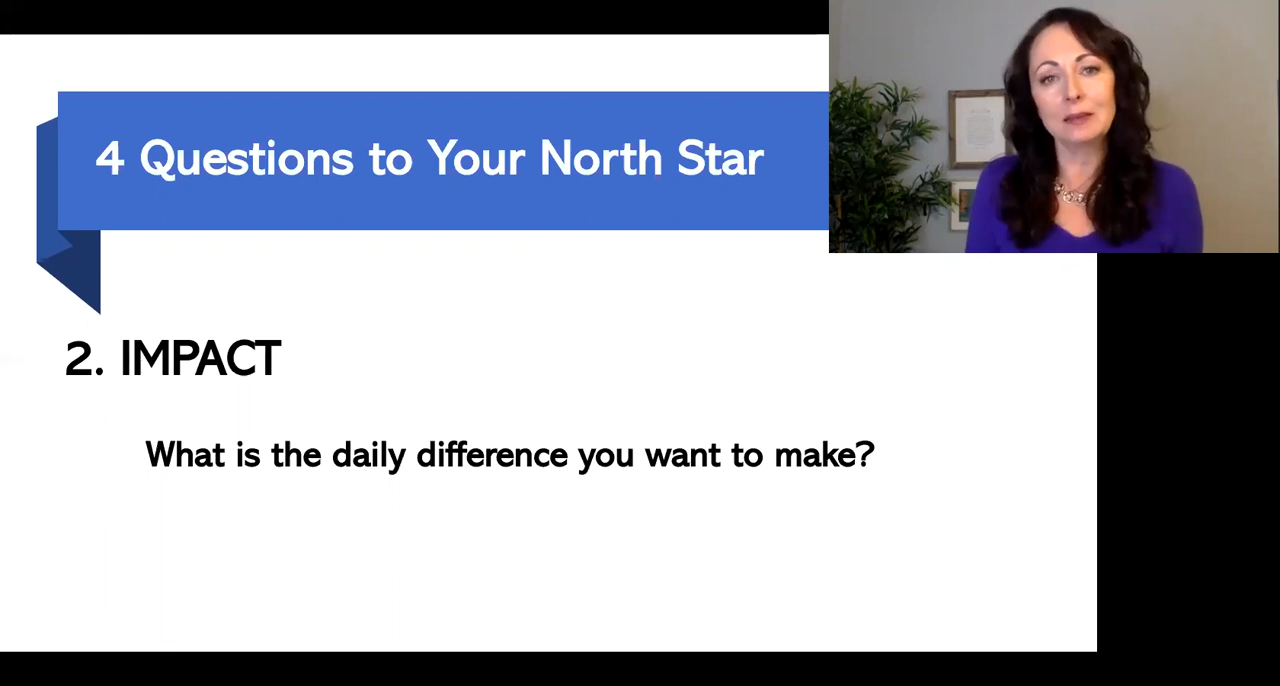 4 Questions to Your North Star
2. IMPACT
What is the daily difference you want to make?